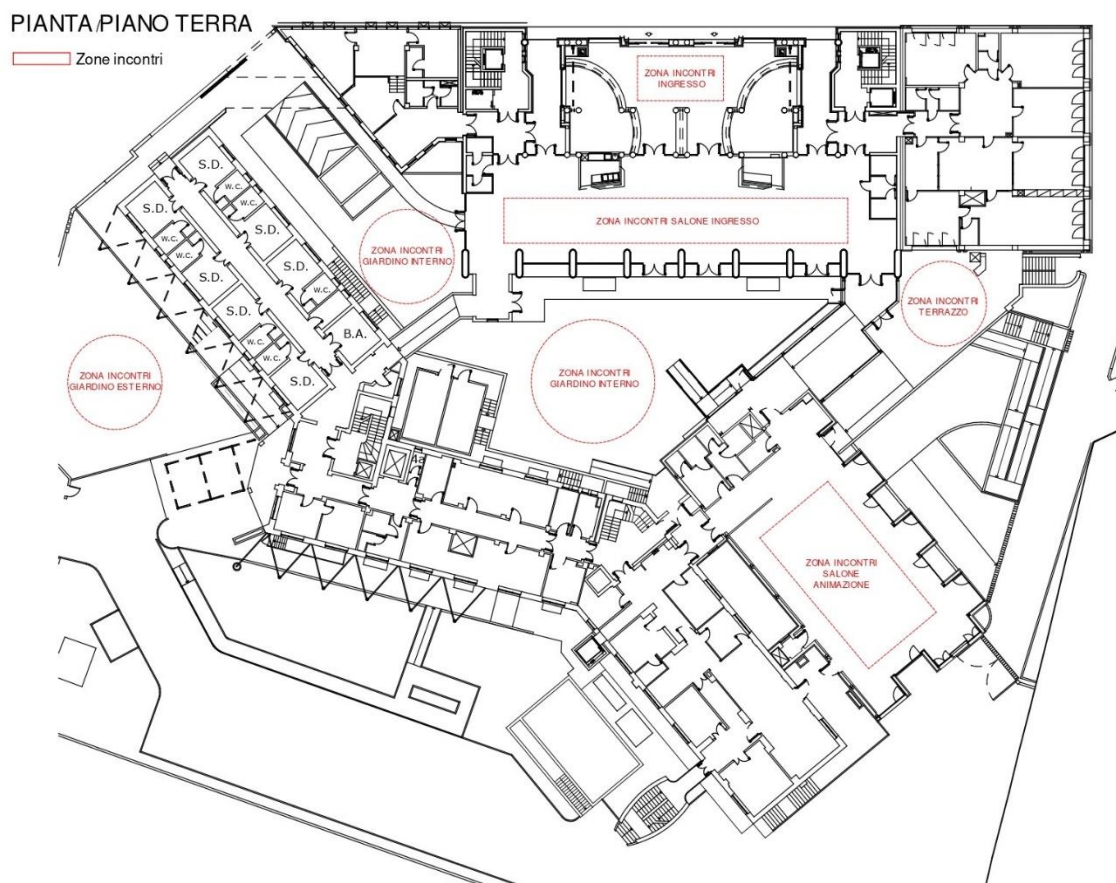 PIANTA/PIANO TERRA
Zone incontri
ZONA INCONTRI
INGRESSO
ZONA INCONTRI SALONE INGRESSO
ZONA INCONTRI
GIARDINO INTERNO
ZONA INCONTRI
TERRAZZO
ZONA INCONTRI
GIARDINO ESTERNO
ZONA INCONTRI
GIARDINO INTERNO
ZONA INCONTRI
SALONE
ANIMAZIONE
S.D.
W.C.
W.C.
S.D.
S.D.
W.C.
W.C.
S.D.
S.D.
W.C.
S.D.
B.A.
W.C.
W.C.
S.D.